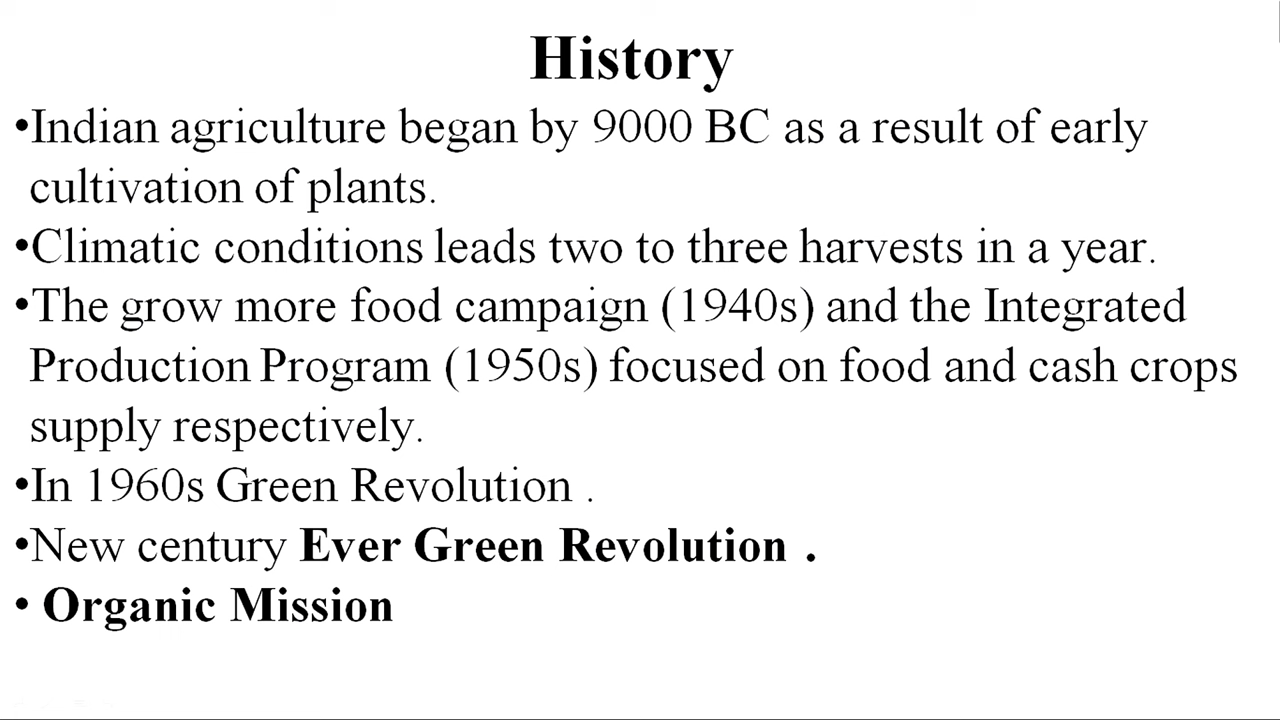 History
•Indian agriculture began by 9000 BC as a result of early
cultivation of plants.
•Climatic conditions leads two to three harvests in a year.
•The grow more food campaign (1940s) and the Integrated
Production Program (1950s) focused on food and cash crops
supply respectively.
•In 1960s Green Revolution .
•New century Ever Green Revolution .
• Organic Mission